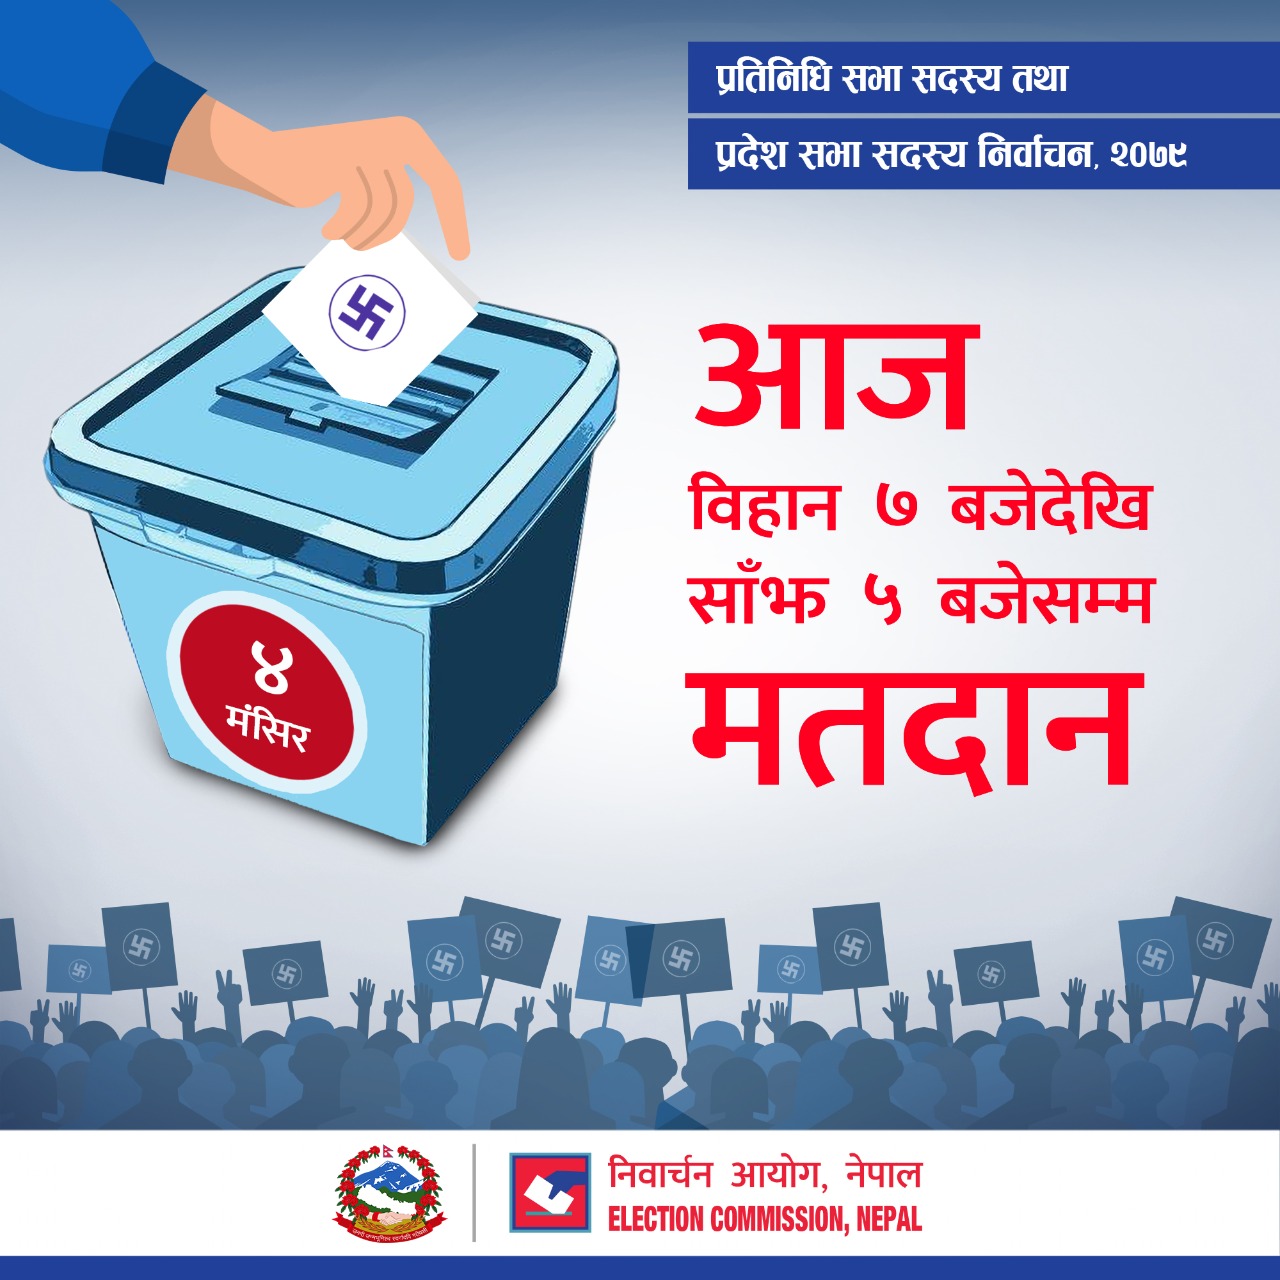 प्रतिनिधि सभा सदस्य तथा
प्रदेश सभा सदस्य निर्वाचन, २०७९
आज
विहान ७ बजेदेखि
साँझ ५ बजेसम्म
मतदान
४
मंसिर
निवार्चन आयोग, नेपाल
ELECTION COMMISSION, NEPAL